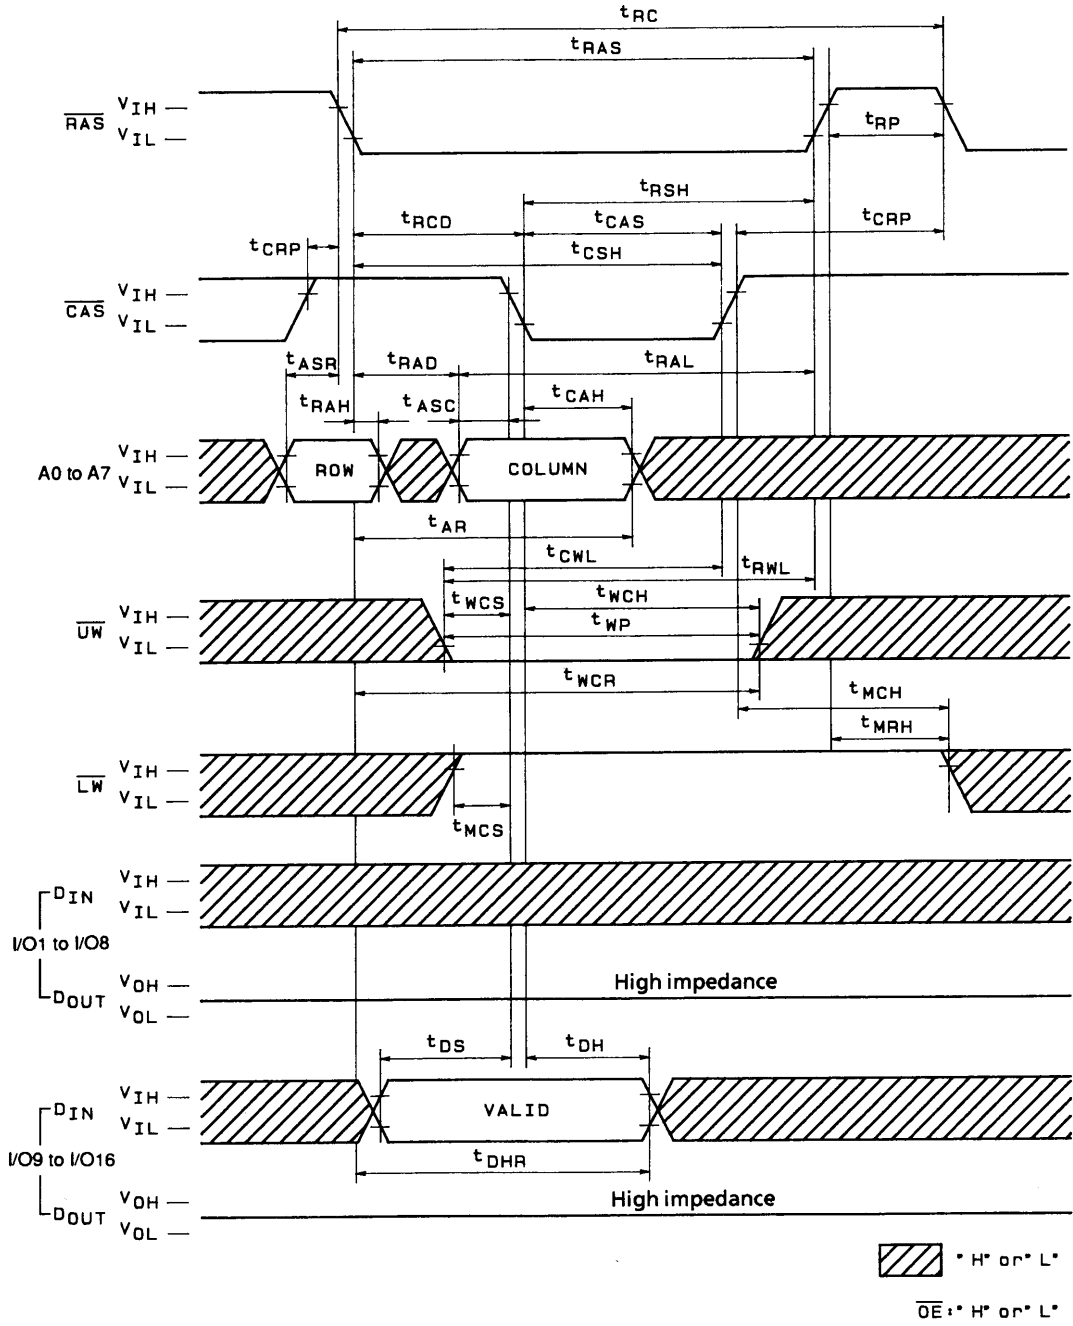 tRC
tRAS
RAS VIH
VIL
tRP
tRSH
tRCD tCAS tCRP
tCRP tCSH
CAS VIH
VIL
tASR tRAD tRAL
tRAH tASC tCAH
A0 to A7 VIH
VIL
ROW COLUMN
tAR
tCWL
tRWL
tWCS tWCH
UW VIH
VIL
tWP
tWCR
tMCH
tMRH
LW VIH
VIL
tMCS
DIN VIH
VIL
I/O1 to I/O8
DOUT VOH
VOL
High impedance
tDS tDH
DIN VIH
VIL
VALID
I/O9 to I/O16
tDHR
DOUT VOH
VOL
High impedance
"H" or "L"
OE: "H" or "L"